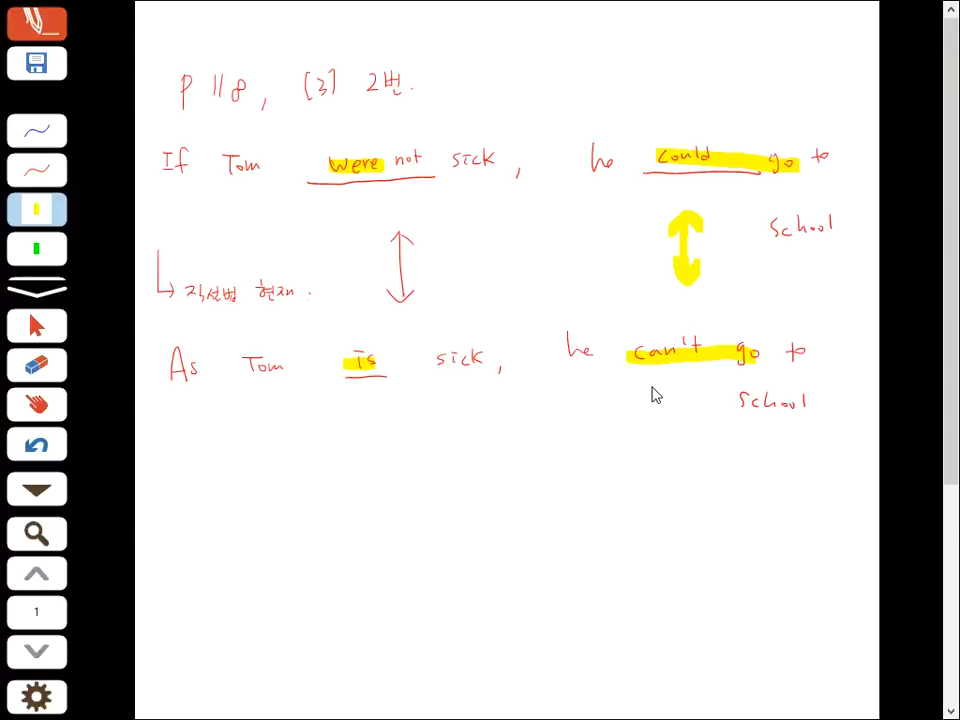 P 118, [3] 2번.
If Tom were not sick, he could go to
school
↳ 직설법 현재.
As Tom is sick, he can't go to
school
1